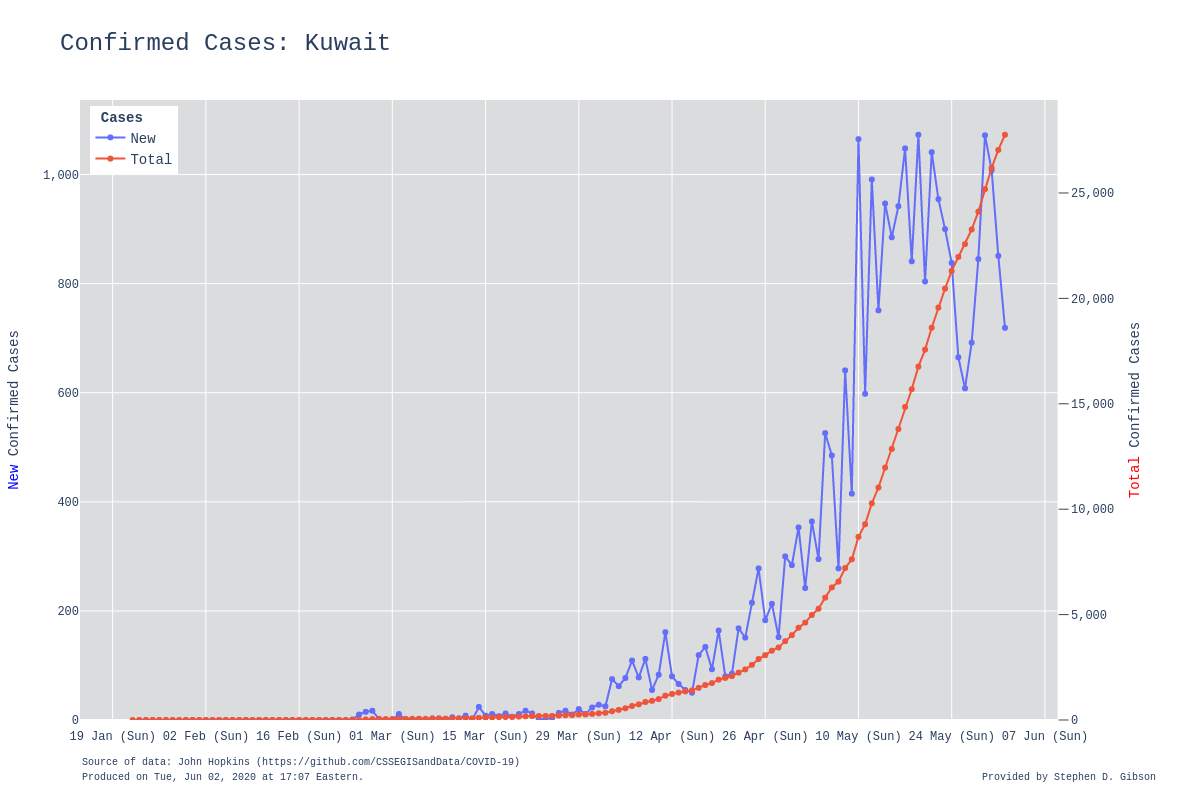 Confirmed Cases: Kuwait
Cases
New
Total
1,000
800
600
400
200
0
25,000
20,000
15,000
10,000
5,000
0
New Confirmed Cases
Total Confirmed Cases
19 Jan (Sun) 02 Feb (Sun) 16 Feb (Sun) 01 Mar (Sun) 15 Mar (Sun) 29 Mar (Sun) 12 Apr (Sun) 26 Apr (Sun) 10 May (Sun) 24 May (Sun) 07 Jun (Sun)
Source of data: John Hopkins (https://github.com/CSSEGISandData/COVID-19)
Produced on Tue, Jun 02, 2020 at 17:07 Eastern.
Provided by Stephen D. Gibson